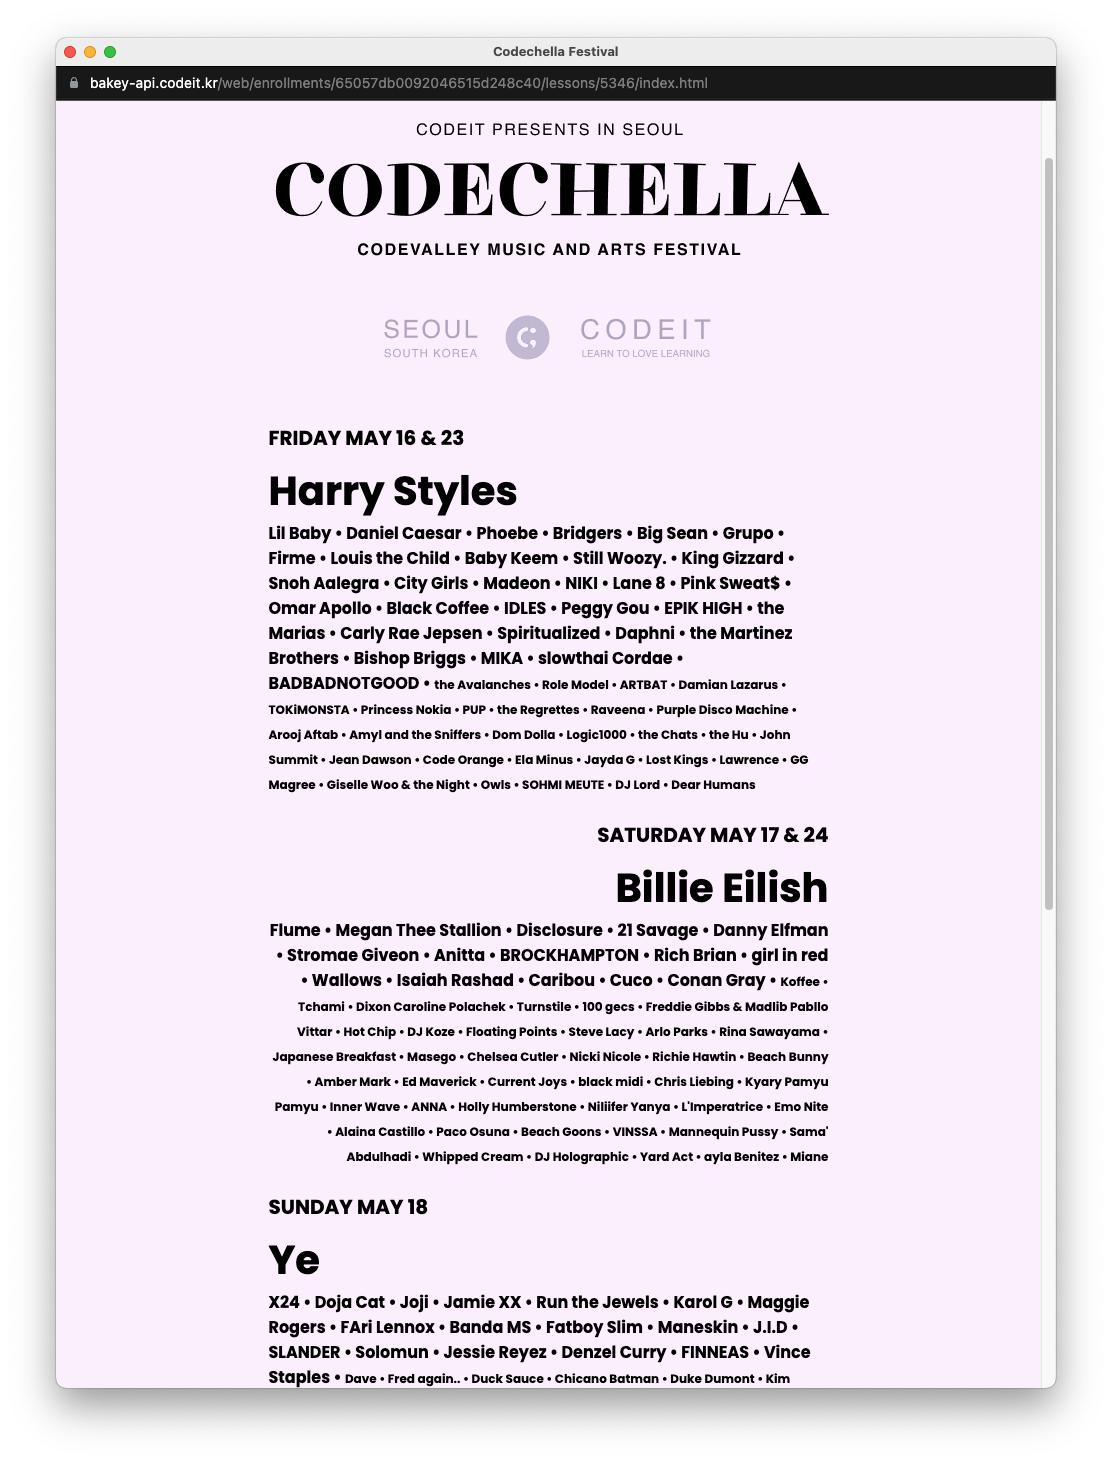 Codechella Festival
bakey-api.codeit.kr/web/enrollments/65057db0092046515d248c40/lessons/5346/index.html
CODEIT PRESENTS IN SEOUL
CODECHELLA
CODEVALLEY MUSIC AND ARTS FESTIVAL
SEOUL
SOUTH KOREA
CODEIT
LEARN TO LOVE LEARNING
FRIDAY MAY 16 & 23
Harry Styles
Lil Baby • Daniel Caesar • Phoebe • Bridgers • Big Sean • Grupo •
Firme • Louis the Child • Baby Keem • Still Woozy. • King Gizzard •
Snoh Aalegra • City Girls • Madeon • NIKI • Lane 8 • Pink Sweat$ •
Omar Apollo • Black Coffee • IDLES • Peggy Gou • EPIK HIGH • the
Marias • Carly Rae Jepsen • Spiritualized • Daphni • the Martinez
Brothers • Bishop Briggs • MIKA • slowthai Cordae •
BADBADNOTGOOD • the Avalanches • Role Model • ARTBAT • Damian Lazarus •
TOKiMONSTA • Princess Nokia • PUP • the Regrettes • Raveena • Purple Disco Machine •
Arooj Aftab • Amyl and the Sniffers • Dom Dolla • Logic1000 • the Chats • the Hu • John
Summit • Jean Dawson • Code Orange • Ela Minus • Jayda G • Lost Kings • Lawrence • GG
Magree • Giselle Woo & the Night • Owls • SOHMI MEUTE • DJ Lord • Dear Humans
SATURDAY MAY 17 & 24
Billie Eilish
Flume • Megan Thee Stallion • Disclosure • 21 Savage • Danny Elfman
• Stromae Giveon • Anitta • BROCKHAMPTON • Rich Brian • girl in red
• Wallows • Isaiah Rashad • Caribou • Cuco • Conan Gray • Koffee •
Tchami • Dixon Caroline Polachek • Turnstile • 100 gecs • Freddie Gibbs & Madlib Pabllo
Vittar • Hot Chip • DJ Koze • Floating Points • Steve Lacy • Arlo Parks • Rina Sawayama •
Japanese Breakfast • Masego • Chelsea Cutler • Nicki Nicole • Richie Hawtin • Beach Bunny
• Amber Mark • Ed Maverick • Current Joys • black midi • Chris Liebing • Kyary Pamyu
Pamyu • Inner Wave • ANNA • Holly Humberstone • Niliifer Yanya • L'Imperatrice • Emo Nite
• Alaina Castillo • Paco Osuna • Beach Goons • VINSSA • Mannequin Pussy • Sama'
Abdulhadi • Whipped Cream • DJ Holographic • Yard Act • ayla Benitez • Miane
SUNDAY MAY 18
Ye
X24 • Doja Cat • Joji • Jamie XX • Run the Jewels • Karol G • Maggie
Rogers • FAri Lennox • Banda MS • Fatboy Slim • Maneskin • J.I.D •
SLANDER • Solomun • Jessie Reyez • Denzel Curry • FINNEAS • Vince
Staples • Dave • Fred again.. • Duck Sauce • Chicano Batman • Duke Dumont • Kim